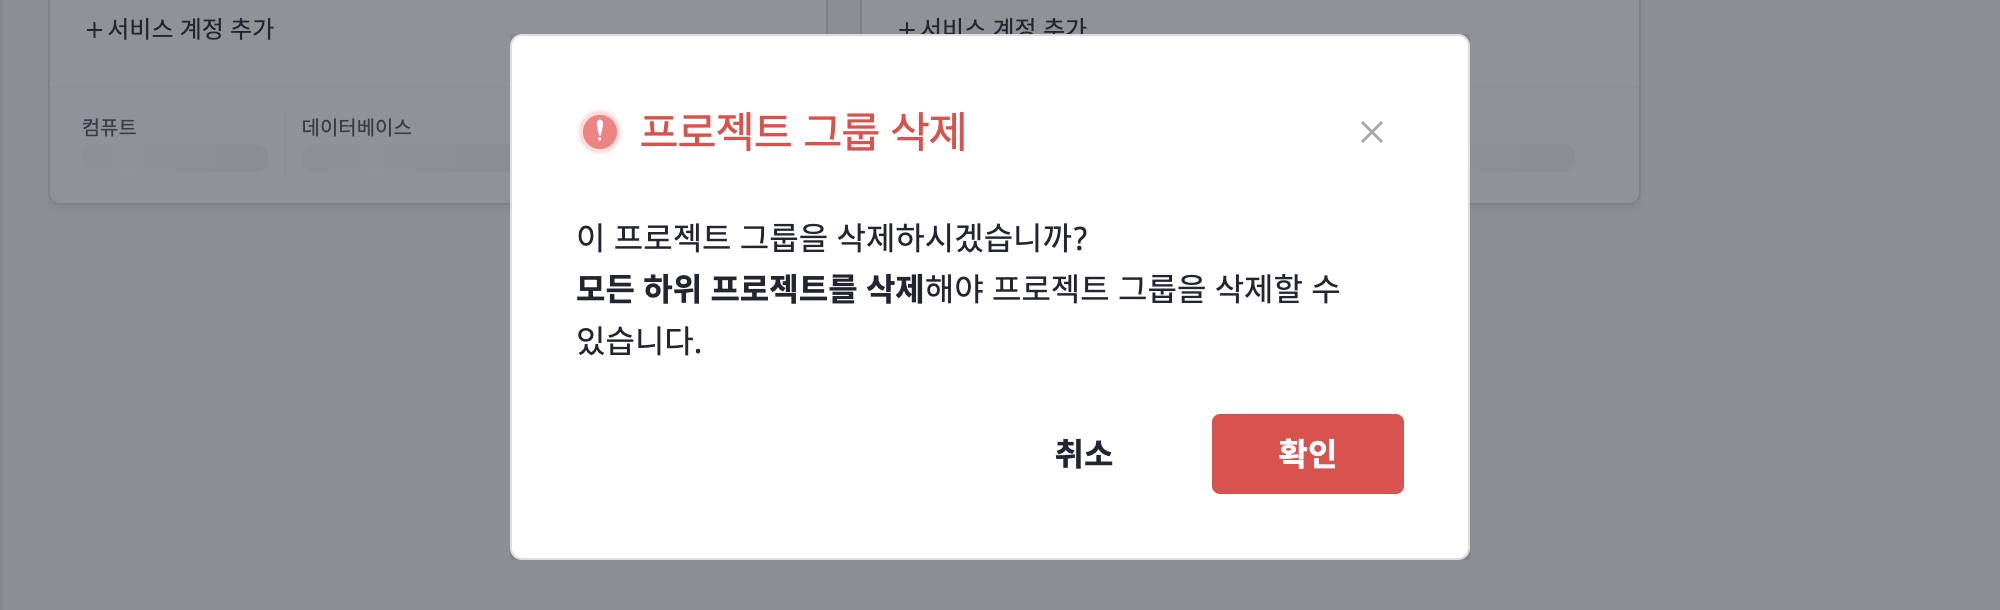 + 서비스 계정 추가
+ 서비스 계정 추가
컴퓨트
데이터베이스
프로젝트 그룹 삭제
이 프로젝트 그룹을 삭제하시겠습니까?
모든 하위 프로젝트를 삭제해야 프로젝트 그룹을 삭제할 수
있습니다.
취소
확인